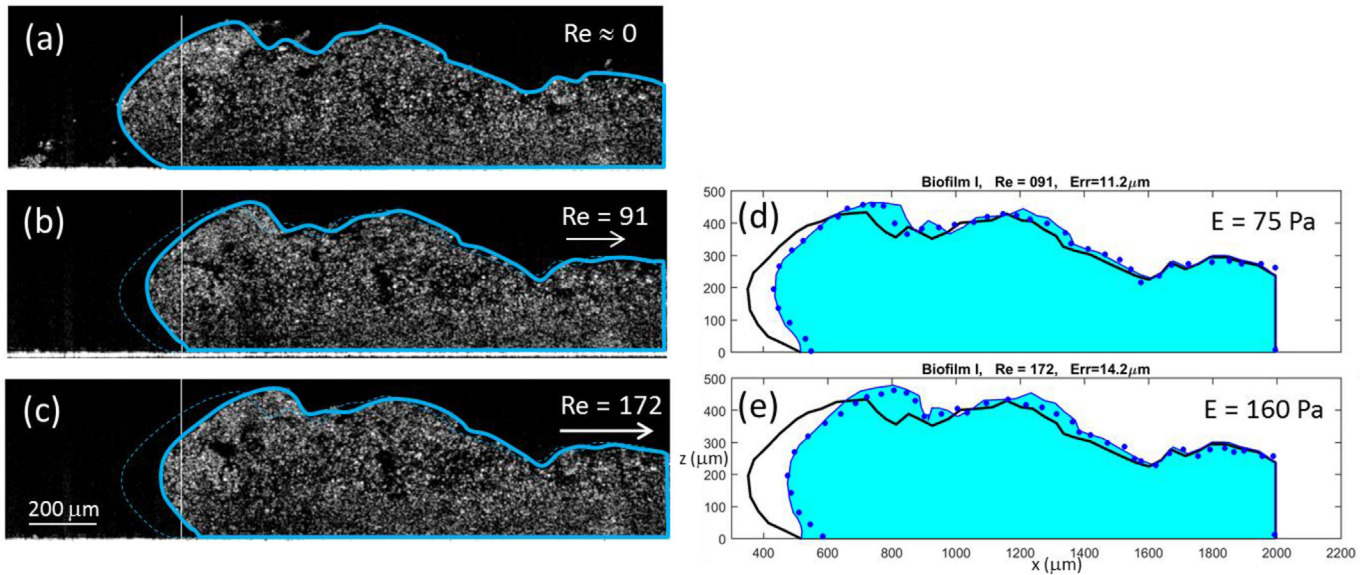 (a)
Re ≈ 0
(b)
Re = 91
(c)
Re = 172
200 μm
Biofilm I, Re = 091, Err=11.2μm
(d)
E = 75 Pa
500
400
300
200
100
0
Biofilm I, Re = 172, Err=14.2μm
(e)
E = 160 Pa
500
400
300
z (μm)
200
100
0
400 600 800 1000 1200 1400 1600 1800 2000 2200
x (μm)